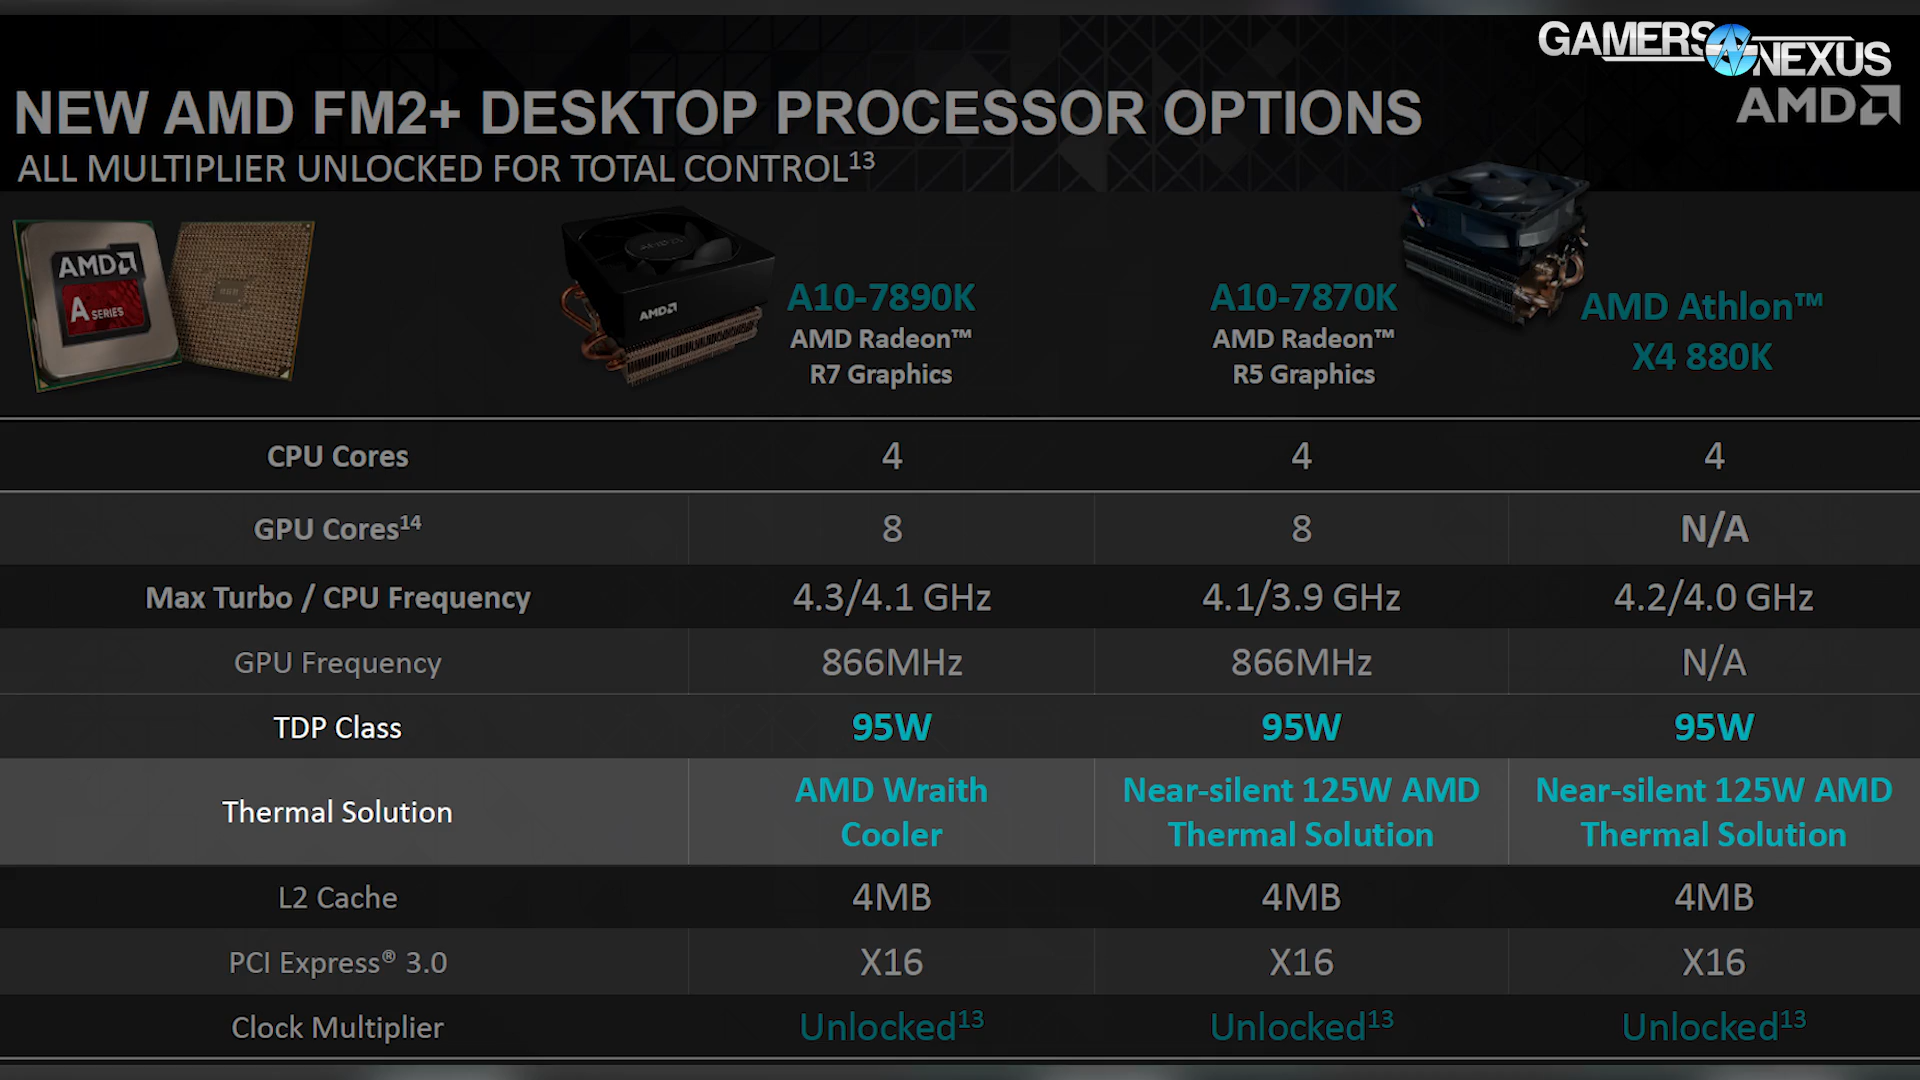 GAMERS NEXUS
AMD
NEW AMD FM2+ DESKTOP PROCESSOR OPTIONS
ALL MULTIPLIER UNLOCKED FOR TOTAL CONTROL13
AMD
A SERIES
AMD
AMD
A10-7890K
AMD Radeon™
R7 Graphics
A10-7870K
AMD Radeon™
R5 Graphics
AMD Athlon™
X4 880K
CPU Cores 4 4 4
GPU Cores14 8 8 N/A
Max Turbo / CPU Frequency 4.3/4.1 GHz 4.1/3.9 GHz 4.2/4.0 GHz
GPU Frequency 866MHz 866MHz N/A
TDP Class 95W 95W 95W
Thermal Solution
AMD Wraith
Cooler
Near-silent 125W AMD
Thermal Solution
Near-silent 125W AMD
Thermal Solution
L2 Cache 4MB 4MB 4MB
PCI Express® 3.0 X16 X16 X16
Clock Multiplier Unlocked13 Unlocked13 Unlocked13